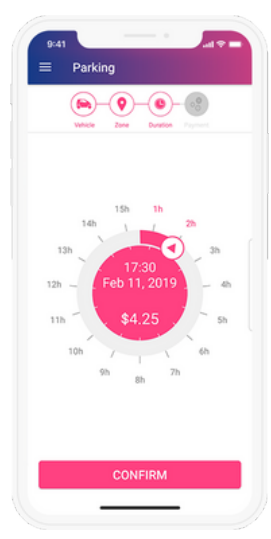 9:41
Parking
Vehicle Zone Duration Payment
15h 1h
14h 2h
13h 3h
12h 4h
11h 5h
10h 6h
9h 7h
8h
17:30
Feb 11, 2019
$4.25
CONFIRM